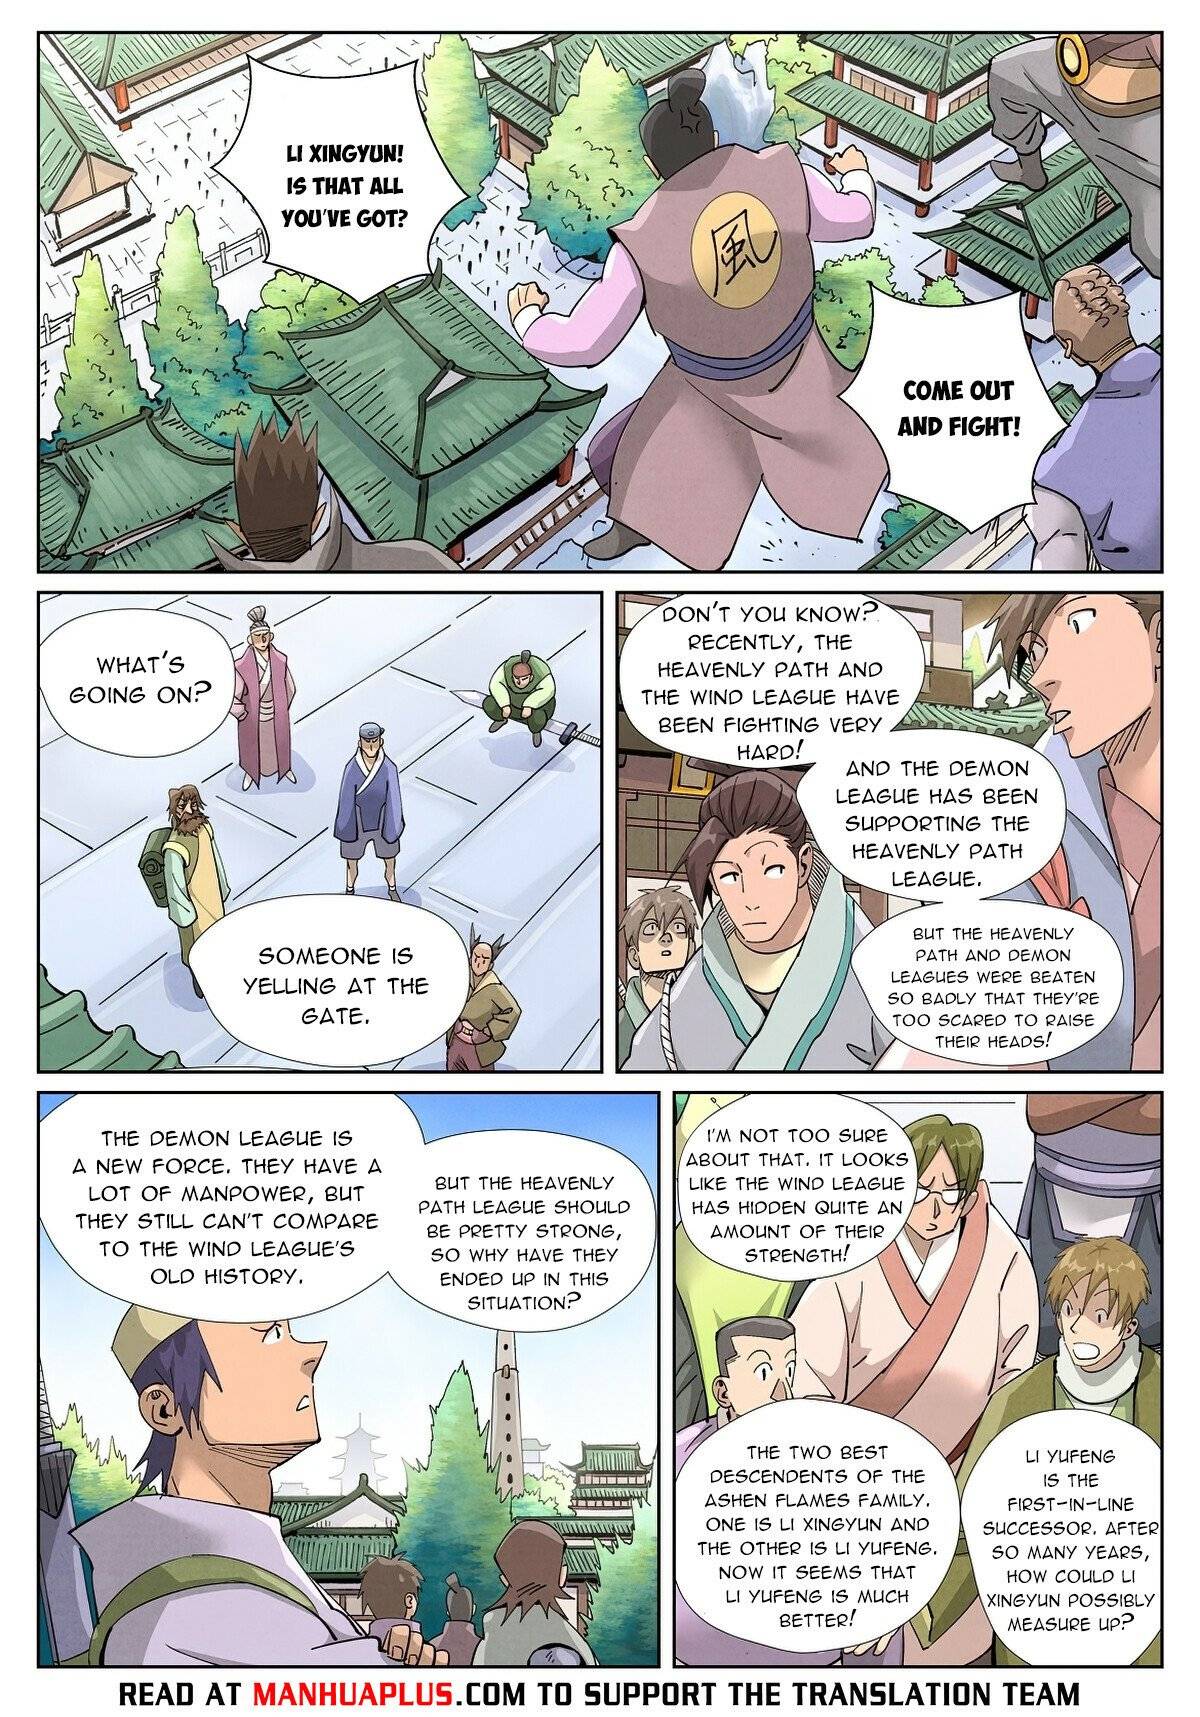 LI XINGYUN!
IS THAT ALL
YOU'VE GOT?
風
COME OUT
AND FIGHT!
WHAT'S
GOING ON?
SOMEONE IS
YELLING AT THE
GATE.
DON'T YOU KNOW?
RECENTLY, THE
HEAVENLY PATH AND
THE WIND LEAGUE HAVE
BEEN FIGHTING VERY
HARD!
AND THE DEMON
LEAGUE HAS BEEN
SUPPORTING THE
HEAVENLY PATH
LEAGUE.
BUT THE HEAVENLY
PATH AND DEMON
LEAGUES WERE BEATEN
SO BADLY THAT THEY'RE
TOO SCARED TO RAISE
THEIR HEADS!
THE DEMON LEAGUE IS
A NEW FORCE. THEY HAVE A
LOT OF MANPOWER, BUT
THEY STILL CAN'T COMPARE
TO THE WIND LEAGUE'S
OLD HISTORY.
BUT THE HEAVENLY
PATH LEAGUE SHOULD
BE PRETTY STRONG,
SO WHY HAVE THEY
ENDED UP IN THIS
SITUATION?
I'M NOT TOO SURE
ABOUT THAT. IT LOOKS
LIKE THE WIND LEAGUE
HAS HIDDEN QUITE AN
AMOUNT OF THEIR
STRENGTH!
THE TWO BEST
DESCENDENTS OF THE
ASHEN FLAMES FAMILY.
ONE IS LI XINGYUN AND
THE OTHER IS LI YUFENG.
NOW IT SEEMS THAT
LI YUFENG IS MUCH
BETTER!
LI YUFENG
IS THE
FIRST-IN-LINE
SUCCESSOR. AFTER
SO MANY YEARS,
HOW COULD LI
XINGYUN POSSIBLY
MEASURE UP?
READ AT MANHUAPLUS.COM TO SUPPORT THE TRANSLATION TEAM